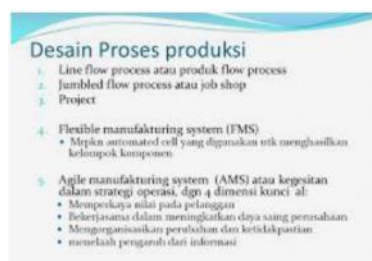 Desain Proses produksi
1. Line flow process atau produk flow process
2. Jumbled flow process atau job shop
3. Project
4. Flexible manufakturing system (FMS)
• Mrpkn automated cell yang digunakan utk menghasilkan
kelompok komponen
5. Agile manufakturing system (AMS) atau kegesitan
dalam strategi operasi, dgn 4 dimensi kunci al:
• Memperkaya nilai pada pelanggan
• Bekerjasama dalam meningkatkan daya saing perusahaan
• Mengorganisasikan perubahan dan ketidakpastian
• menelaah pengaruh dari informasi